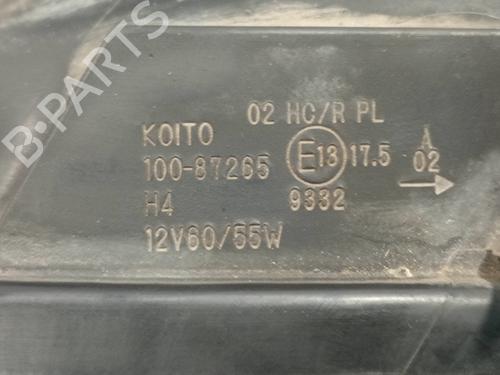 B-PARTS
02 HC/R PL
KOITO
100-87265
E13 17.5
A
02
H4
9332
12V60/55W